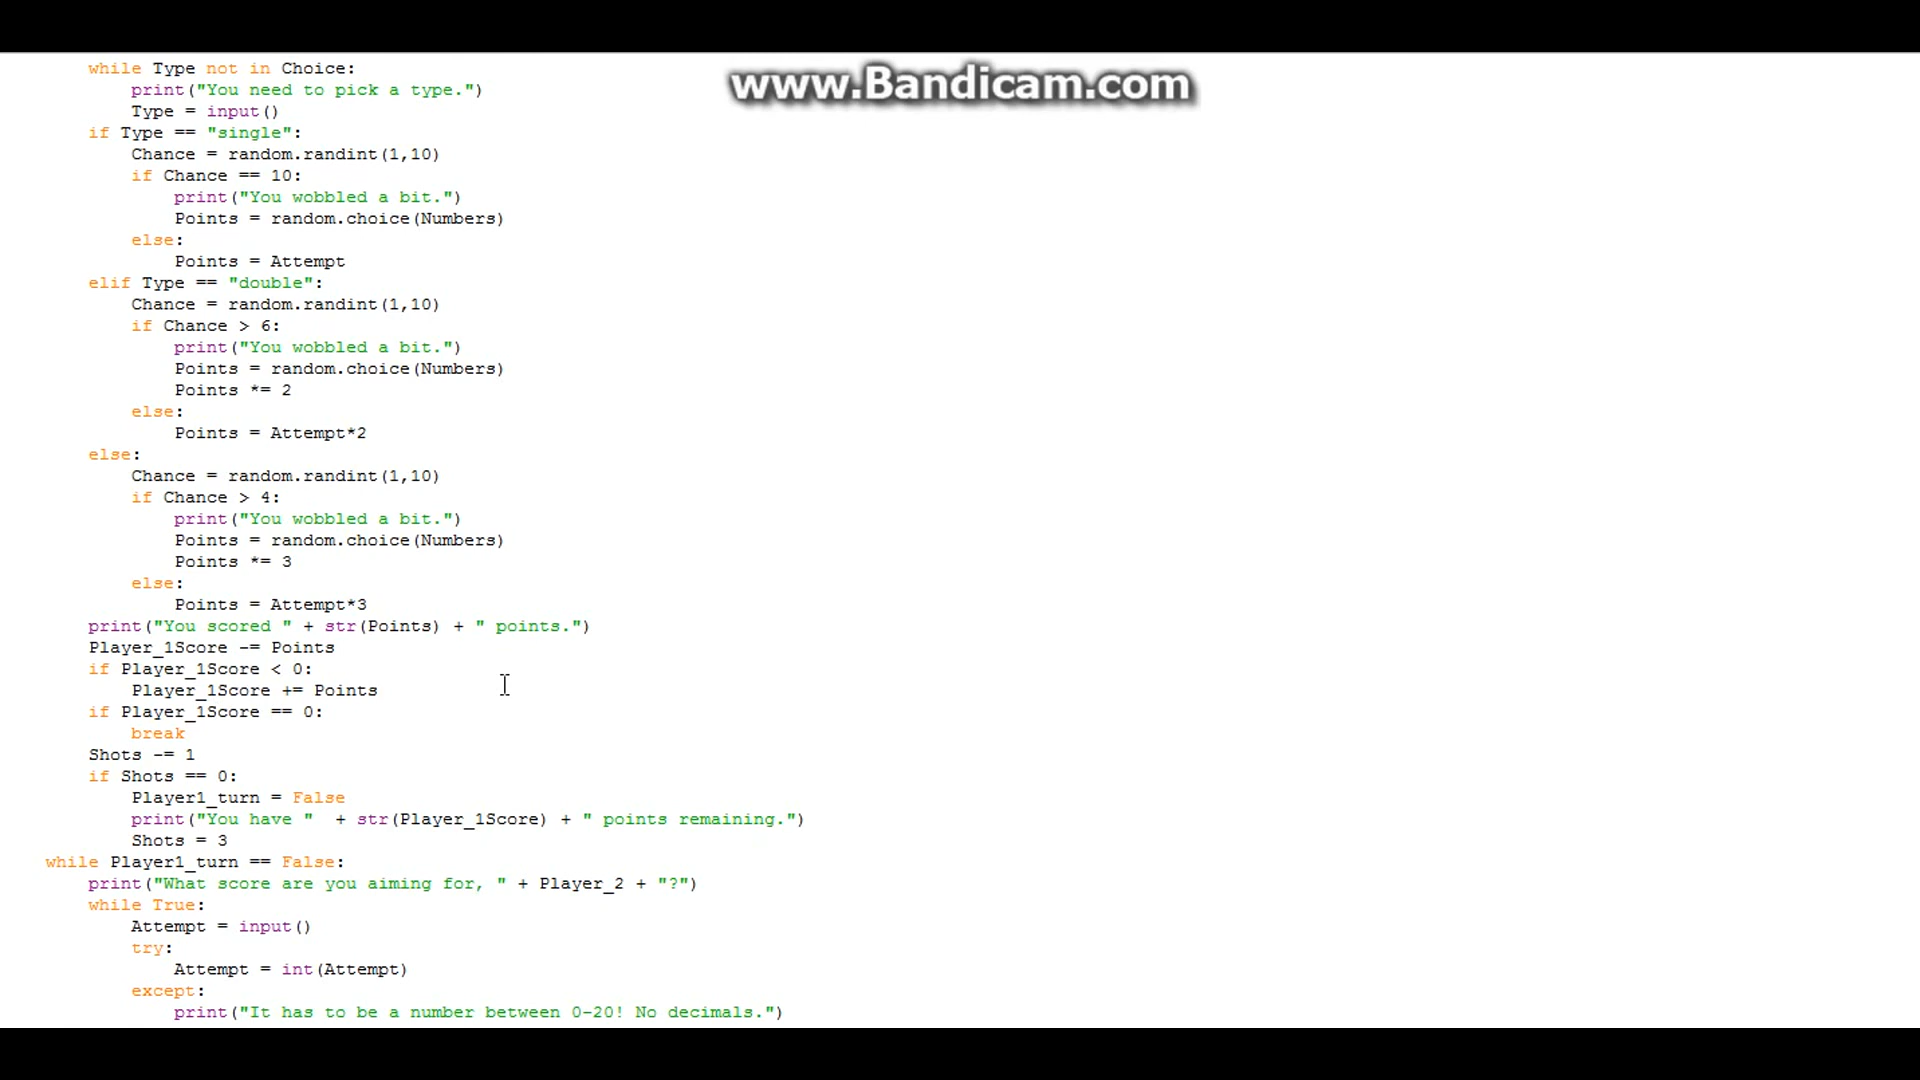 www.Bandicam.com
while Type not in Choice:
print("You need to pick a type.")
Type = input()
if Type == "single":
Chance = random.randint(1,10)
if Chance == 10:
print("You wobbled a bit.")
Points = random.choice(Numbers)
else:
Points = Attempt
elif Type == "double":
Chance = random.randint(1,10)
if Chance > 6:
print("You wobbled a bit.")
Points = random.choice(Numbers)
Points *= 2
else:
Points = Attempt*2
else:
Chance = random.randint(1,10)
if Chance > 4:
print("You wobbled a bit.")
Points = random.choice(Numbers)
Points *= 3
else:
Points = Attempt*3
print("You scored " + str(Points) + " points.")
Player_1Score -= Points
if Player_1Score < 0:
Player_1Score += Points
if Player_1Score == 0:
break
Shots -= 1
if Shots == 0:
Player1_turn = False
print("You have "  + str(Player_1Score) + " points remaining.")
Shots = 3
while Player1_turn == False:
print("What score are you aiming for, " + Player_2 + "?")
while True:
Attempt = input()
try:
Attempt = int(Attempt)
except:
print("It has to be a number between 0-20! No decimals.")